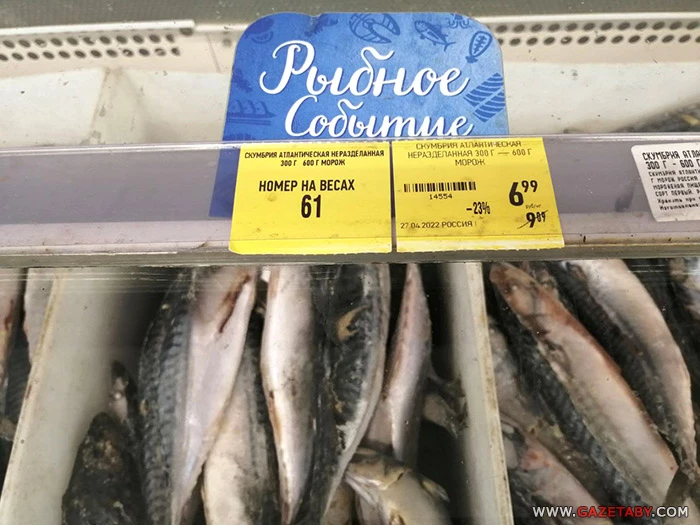 Рыбное
Событие
СКУМБРИЯ АТЛАНТИЧЕСКАЯ НЕРАЗДЕЛАННАЯ
300 Г 600 Г МОРОЖ
НОМЕР НА ВЕСАХ
61
СКУМБРИЯ АТЛАНТИЧЕСКАЯ
НЕРАЗДЕЛАННАЯ 300 Г — 600 Г
МОРОЖ
14554
-23%
6 99
9 09
27.04.2022 РОССИЯ
СКУМБРИЯ
300 Г - 600
WWW.GAZETABY.COM